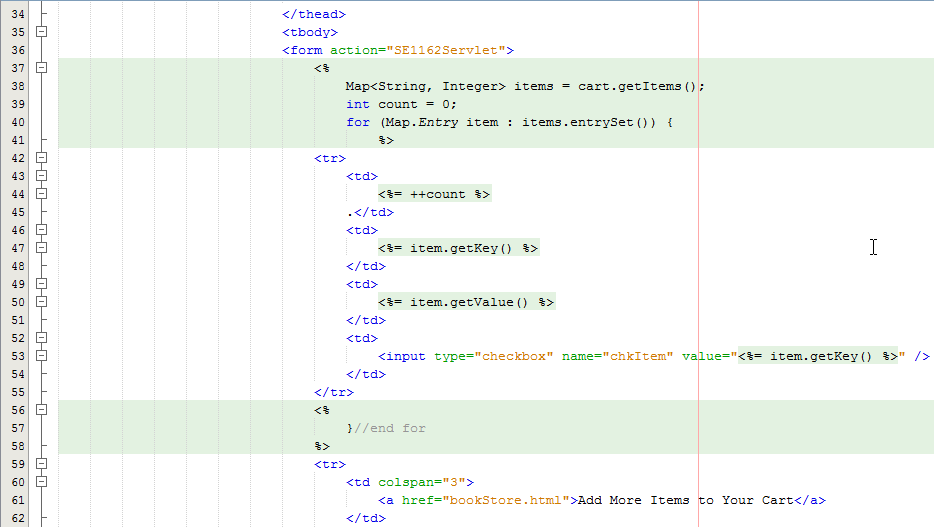 34 </thead>
35 <tbody>
36 <form action="SE1162Servlet">
37 <%
38 Map<String, Integer> items = cart.getItems();
39 int count = 0;
40 for (Map.Entry item : items.entrySet()) {
41 %>
42 <tr>
43 <td>
44 <%= ++count %>
45 .</td>
46 <td>
47 <%= item.getKey() %>
48 </td>
49 <td>
50 <%= item.getValue() %>
51 </td>
52 <td>
53 <input type="checkbox" name="chkItem" value="<%= item.getKey() %>" />
54 </td>
55 </tr>
56 <%
57 }//end for
58 %>
59 <tr>
60 <td colspan="3">
61 <a href="bookStore.html">Add More Items to Your Cart</a>
62 </td>